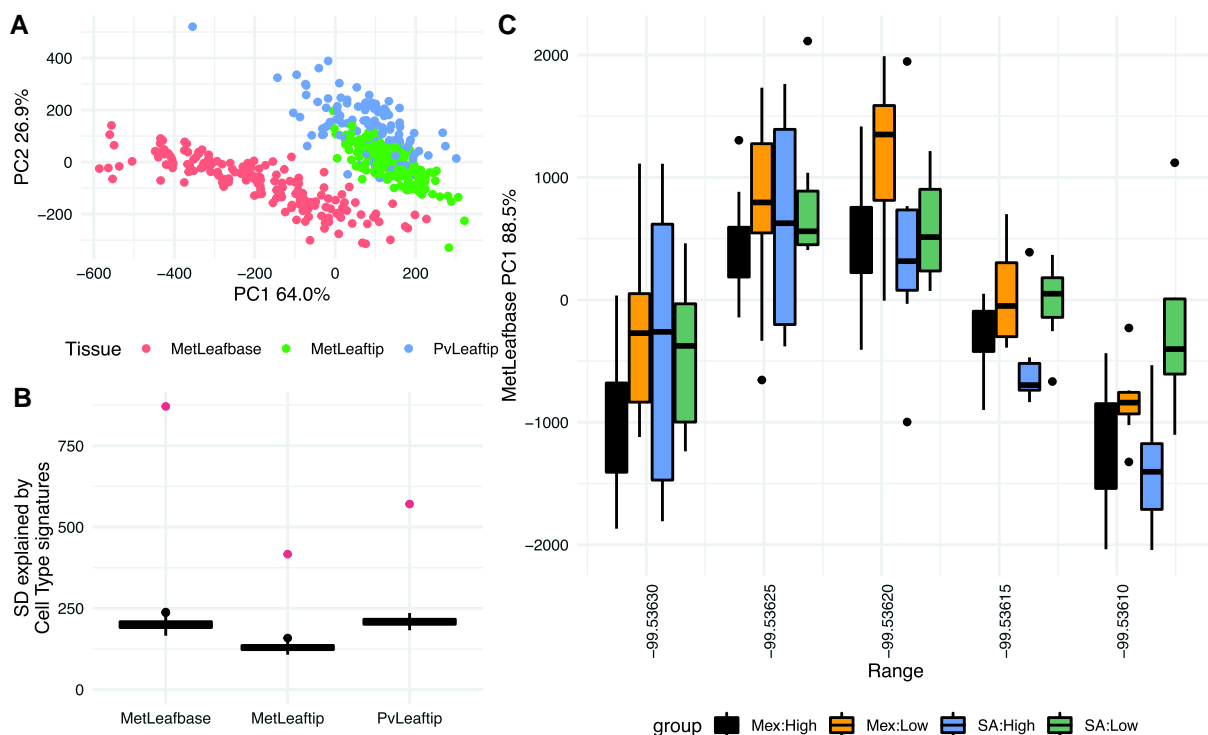 A
PC2 26.9%
400
200
0
−200
−600
−400
−200
0
200
PC1 64.0%
Tissue
MetLeafbase
MetLeaftip
PvLeaftip
B
SD explained by
Cell Type signatures
750
500
250
0
MetLeafbase
MetLeaftip
PvLeaftip
C
MetLeafbase PC1 88.5%
2000
1000
0
−1000
−2000
−99.53630
−99.53625
−99.53620
−99.53615
−99.53610
Range
group
Mex:High
Mex:Low
SA:High
SA:Low